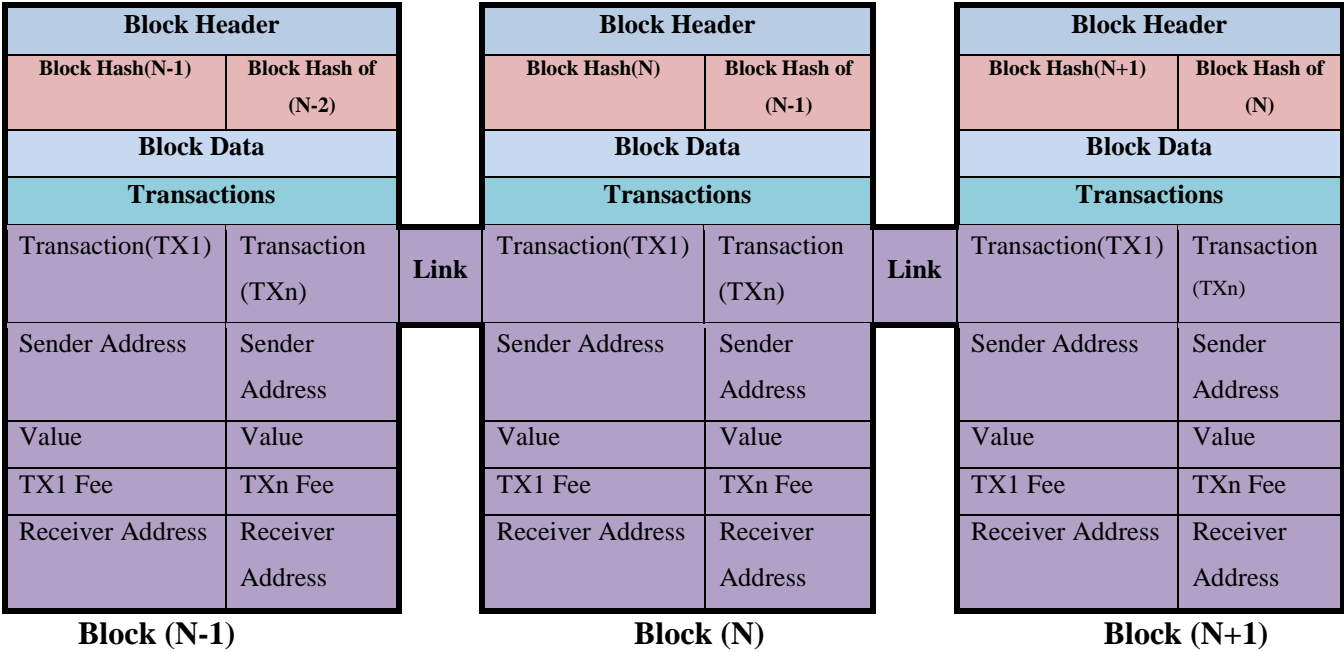 Block Header
Block Hash(N-1)
Block Hash of
(N-2)
Block Data
Transactions
Transaction(TX1)
Transaction
(TXn)
Sender Address
Sender
Address
Value
Value
TX1 Fee
TXn Fee
Receiver Address
Receiver
Address
Block (N-1)
Link
Block Header
Block Hash(N)
Block Hash of
(N-1)
Block Data
Transactions
Transaction(TX1)
Transaction
(TXn)
Sender Address
Sender
Address
Value
Value
TX1 Fee
TXn Fee
Receiver Address
Receiver
Address
Block (N)
Link
Block Header
Block Hash(N+1)
Block Hash of
(N)
Block Data
Transactions
Transaction(TX1)
Transaction
(TXn)
Sender Address
Sender
Address
Value
Value
TX1 Fee
TXn Fee
Receiver Address
Receiver
Address
Block (N+1)